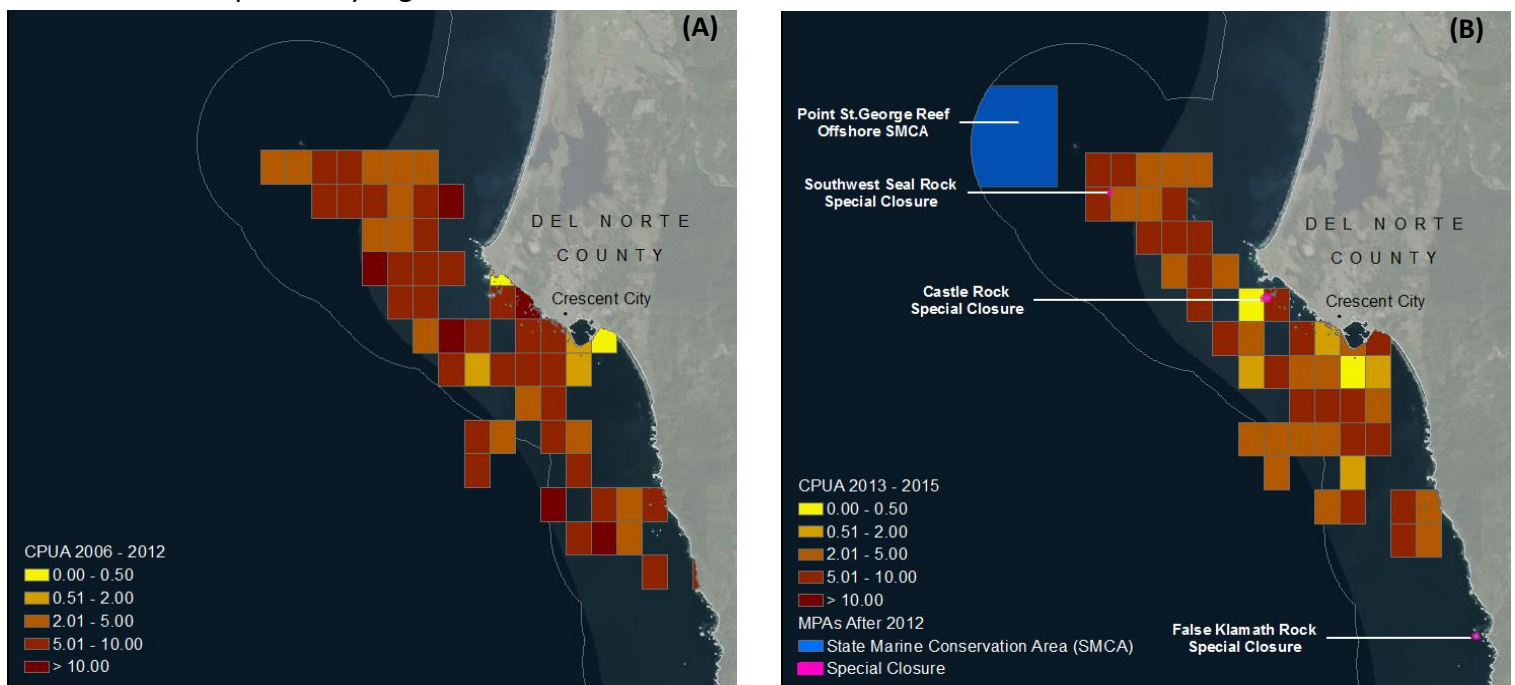 (A)
DEL NORTE
COUNTY
Crescent City
CPUA 2006 - 2012
0.00 - 0.50
0.51 - 2.00
2.01 - 5.00
5.01 - 10.00
> 10.00
(B)
Point St.George Reef
Offshore SMCA
Southwest Seal Rock
Special Closure
DEL NORTE
COUNTY
Castle Rock
Special Closure
Crescent City
CPUA 2013 - 2015
0.00 - 0.50
0.51 - 2.00
2.01 - 5.00
5.01 - 10.00
> 10.00
MPAs After 2012
State Marine Conservation Area (SMCA)
Special Closure
False Klamath Rock
Special Closure